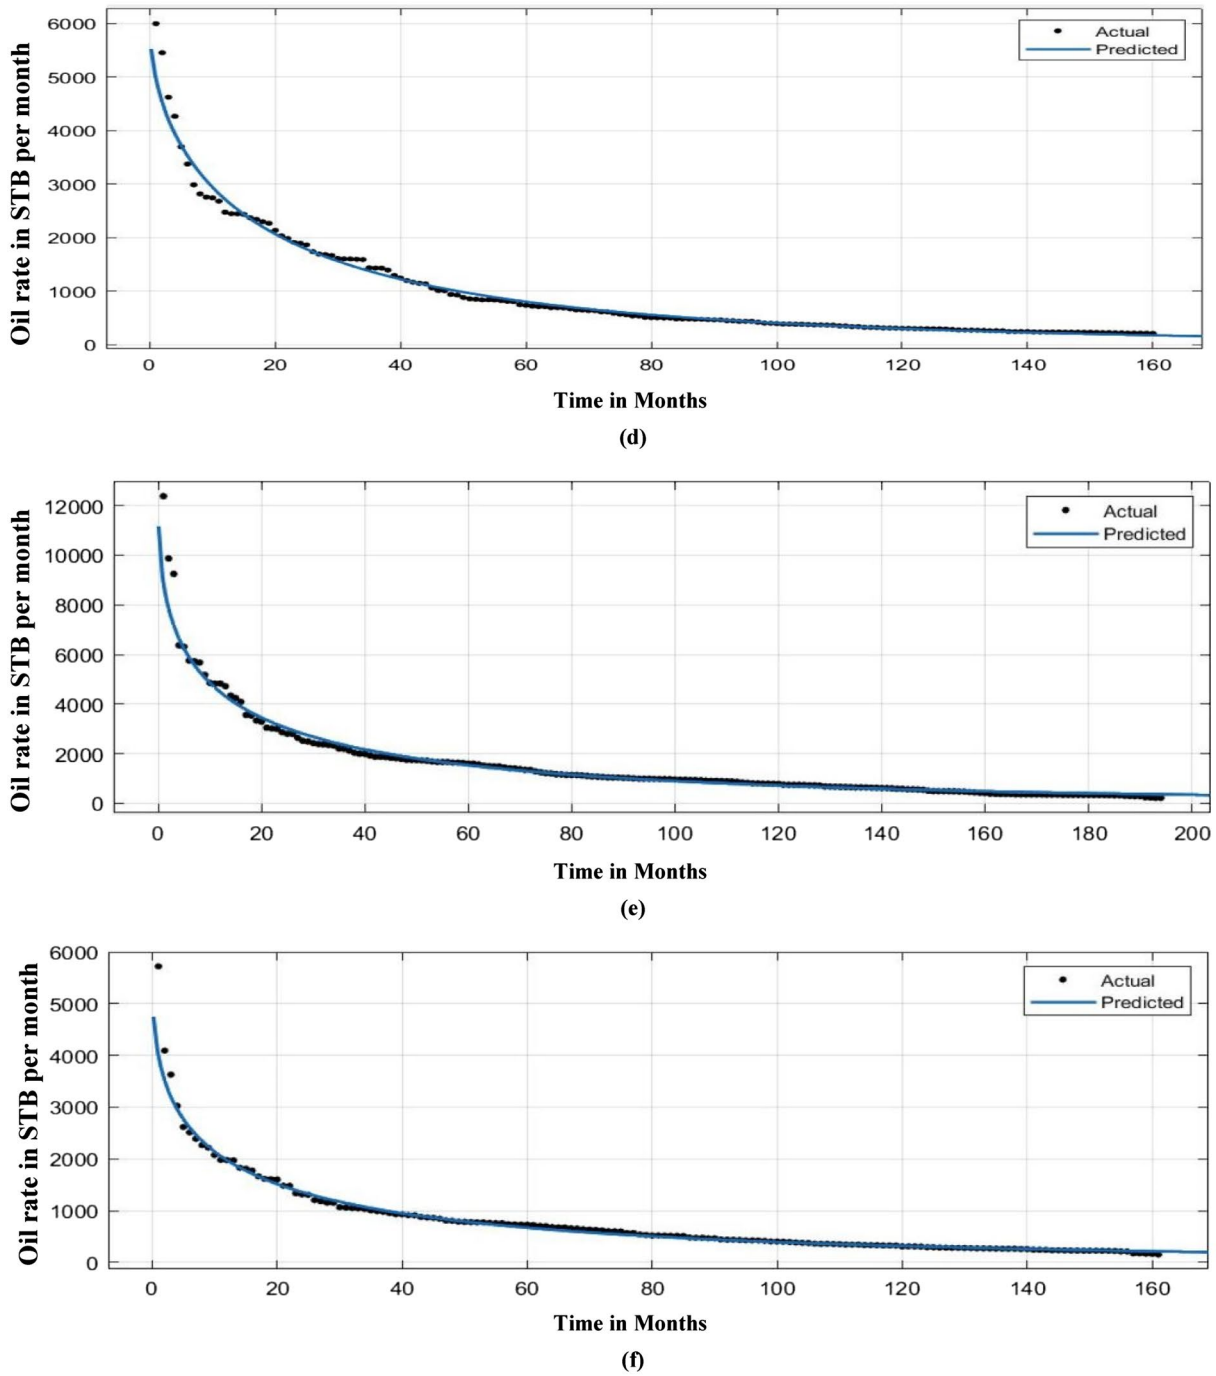 Oil rate in STB per month
6000
5000
4000
3000
2000
1000
0
Actual
Predicted
0 20 40 60 80 100 120 140 160
Time in Months
(d)
Oil rate in STB per month
12000
10000
8000
6000
4000
2000
0
Actual
Predicted
0 20 40 60 80 100 120 140 160 180 200
Time in Months
(e)
Oil rate in STB per month
6000
5000
4000
3000
2000
1000
0
Actual
Predicted
0 20 40 60 80 100 120 140 160
Time in Months
(f)